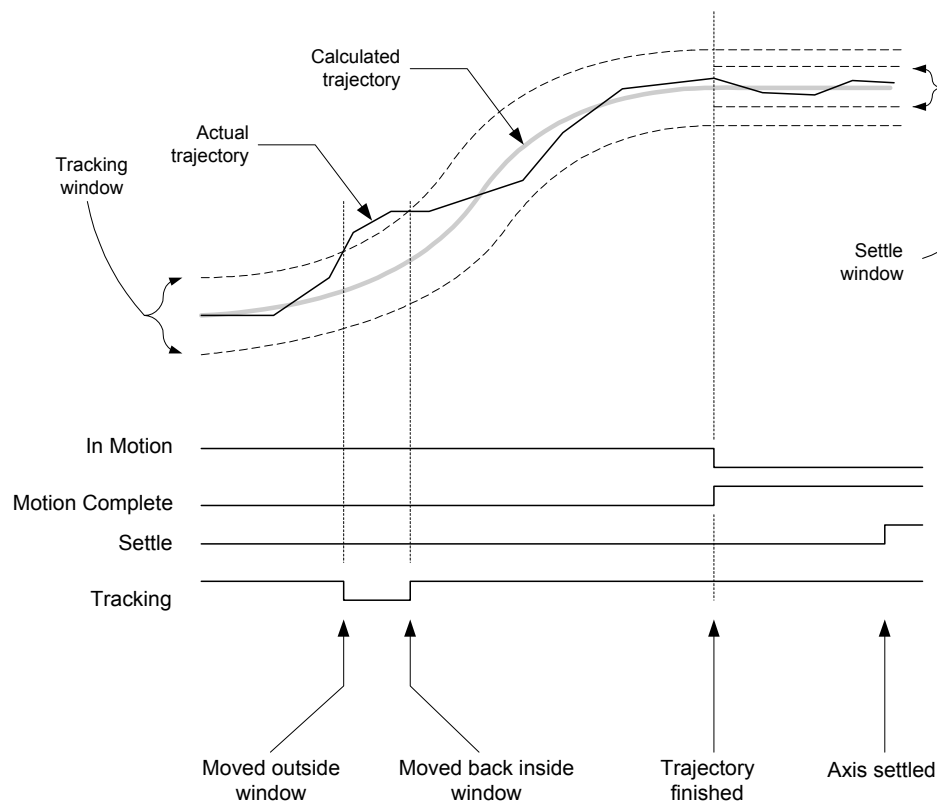 Calculated
trajectory
Actual
trajectory
Tracking
window
Settle
window
In Motion
Motion Complete
Settle
Tracking
Moved outside
window
Moved back inside
window
Trajectory
finished
Axis settled